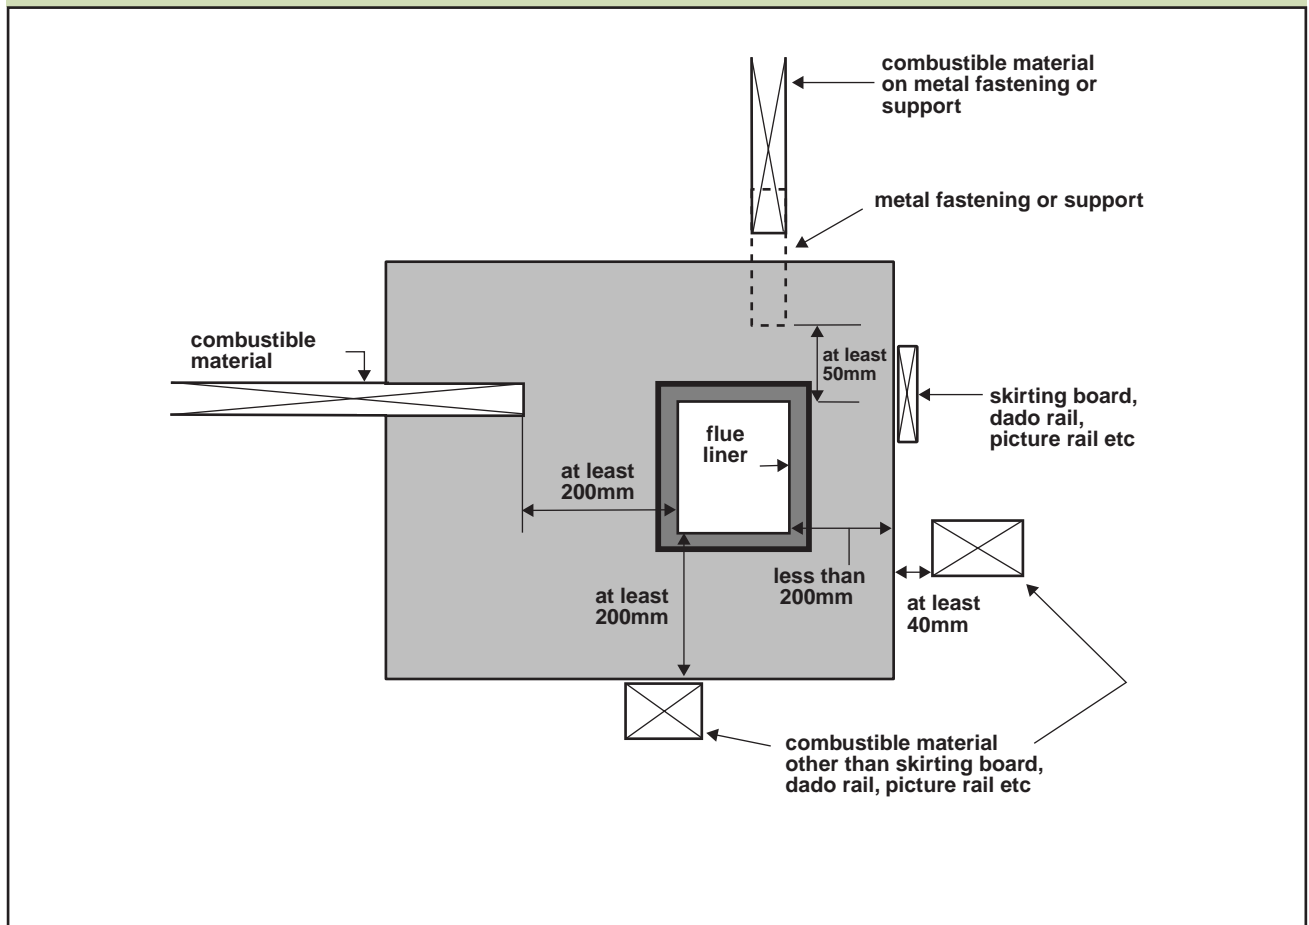 combustible material
on metal fastening or
support
metal fastening or support
combustible
material
at least
50mm
skirting board,
dado rail,
picture rail etc
flue
liner
at least
200mm
less than
200mm
at least
200mm
at least
40mm
combustible material
other than skirting board,
dado rail, picture rail etc